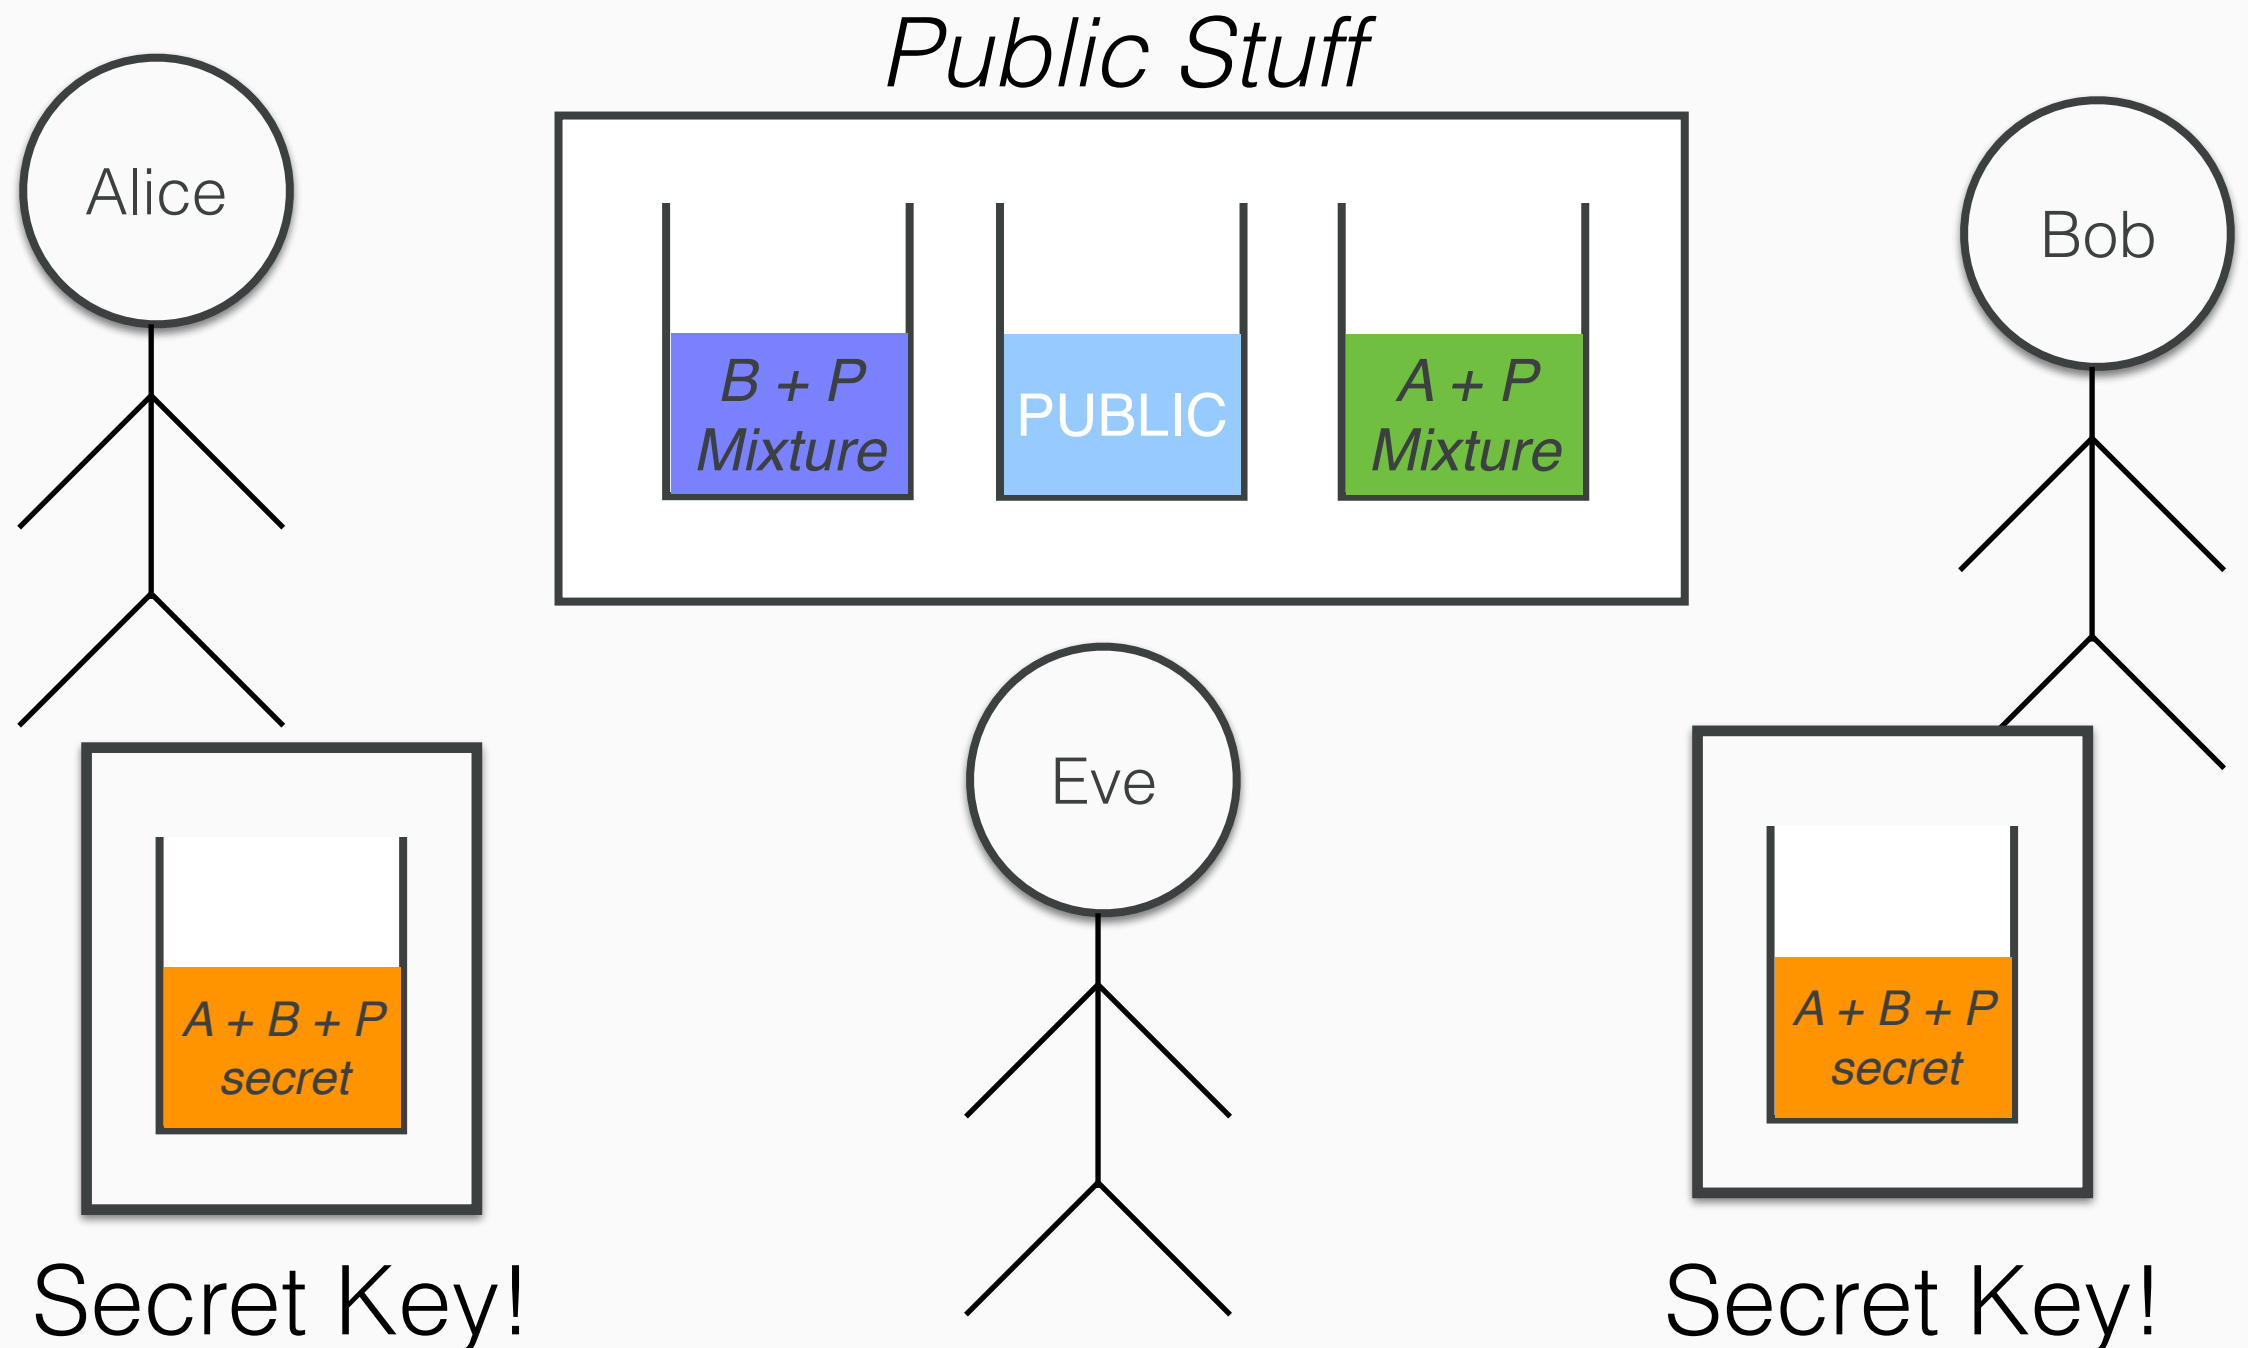 Public Stuff
Alice
Bob
B + P
Mixture
PUBLIC
A + P
Mixture
Eve
A + B + P
secret
A + B + P
secret
Secret Key!
Secret Key!